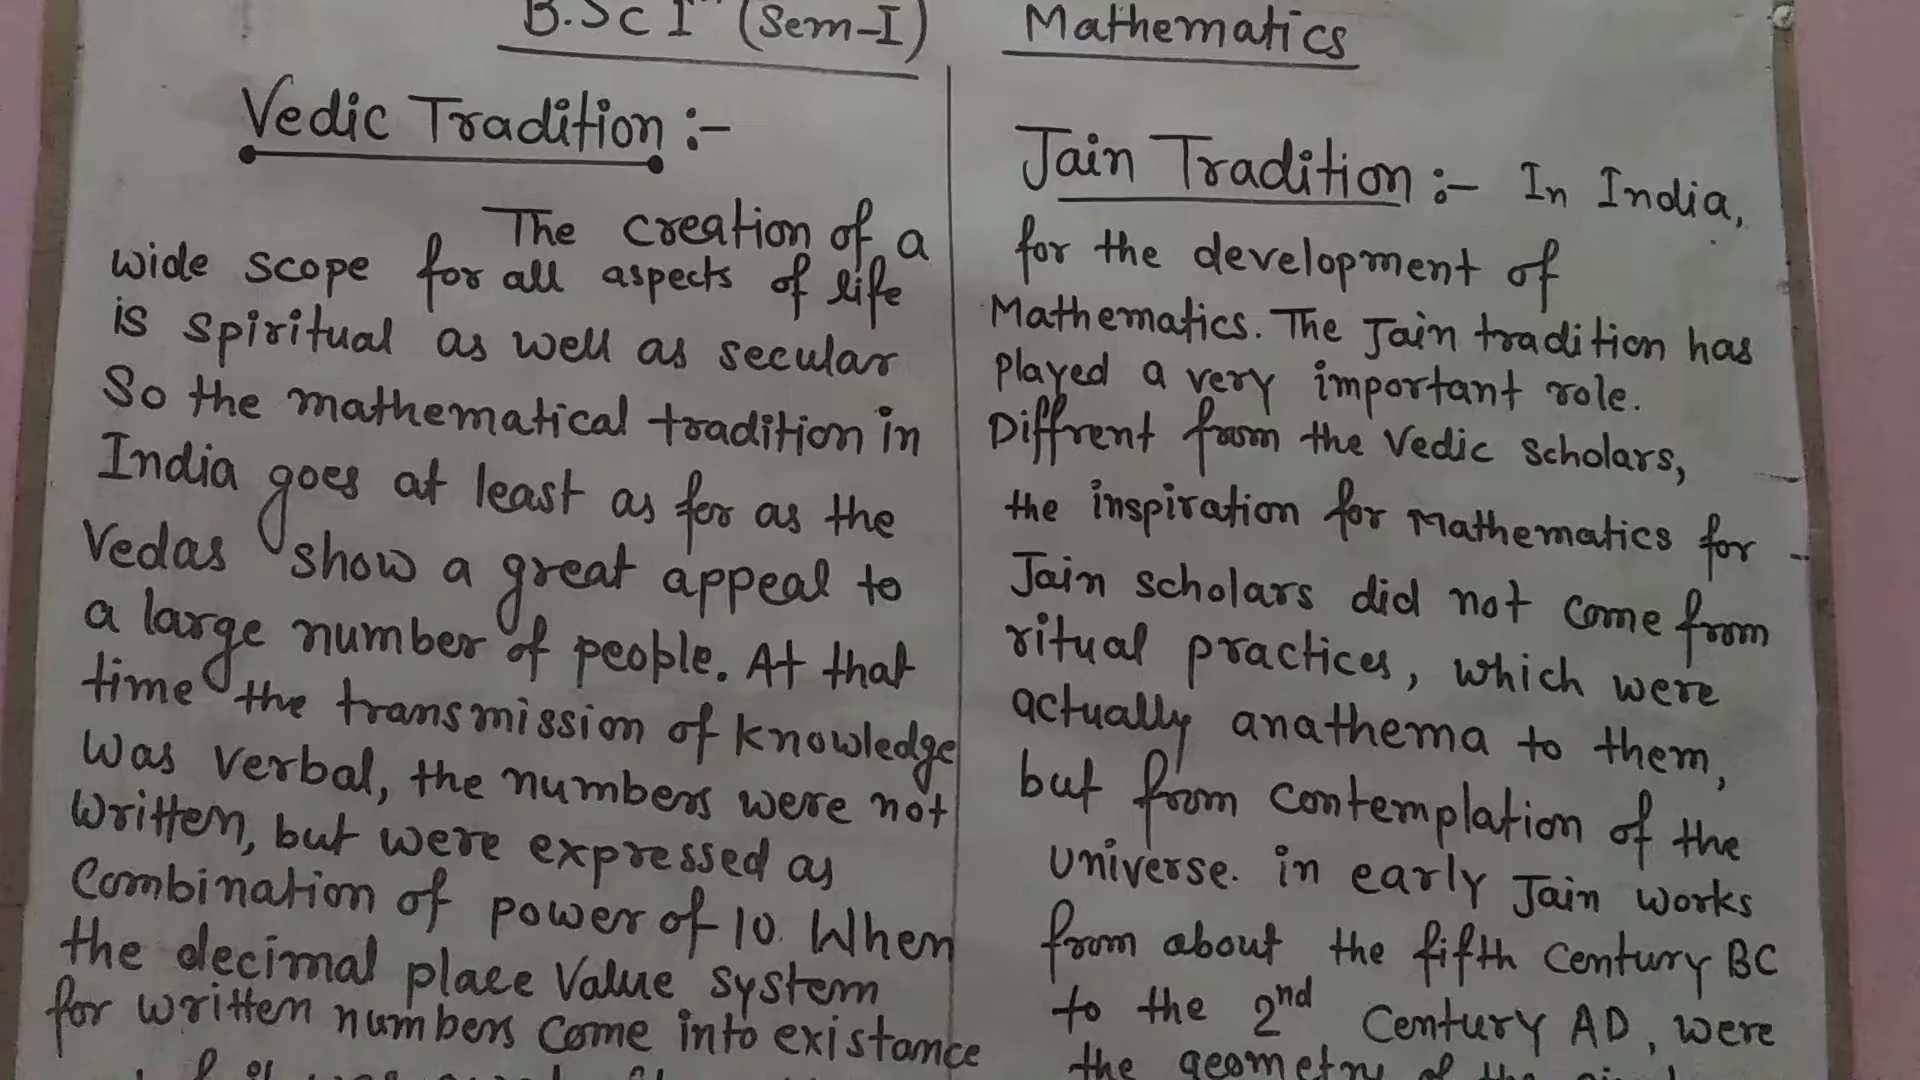 B.Sc I (Sem-I)
Mathematics
Vedic Tradition :-
The creation of a
wide scope for all aspects of life
is spiritual as well as secular
So the mathematical tradition in
India goes at least as for as the
Vedas show a great appeal to
a large number of people. At that
time the transmission of knowledge
was verbal, the numbers were not
written, but were expressed as
Combination of power of 10. When
the decimal place Value system
for written numbers come into existance
Jain Tradition :- In India,
for the development of
Mathematics. The Jain tradition has
played a very important role.
Diffrent from the Vedic scholars,
the inspiration for Mathematics for
Jain scholars did not come from
ritual practices, which were
actually anathema to them,
but from contemplation of the
universe. in early Jain works
from about the fifth century BC
to the 2nd Century AD, were
the geometry of the